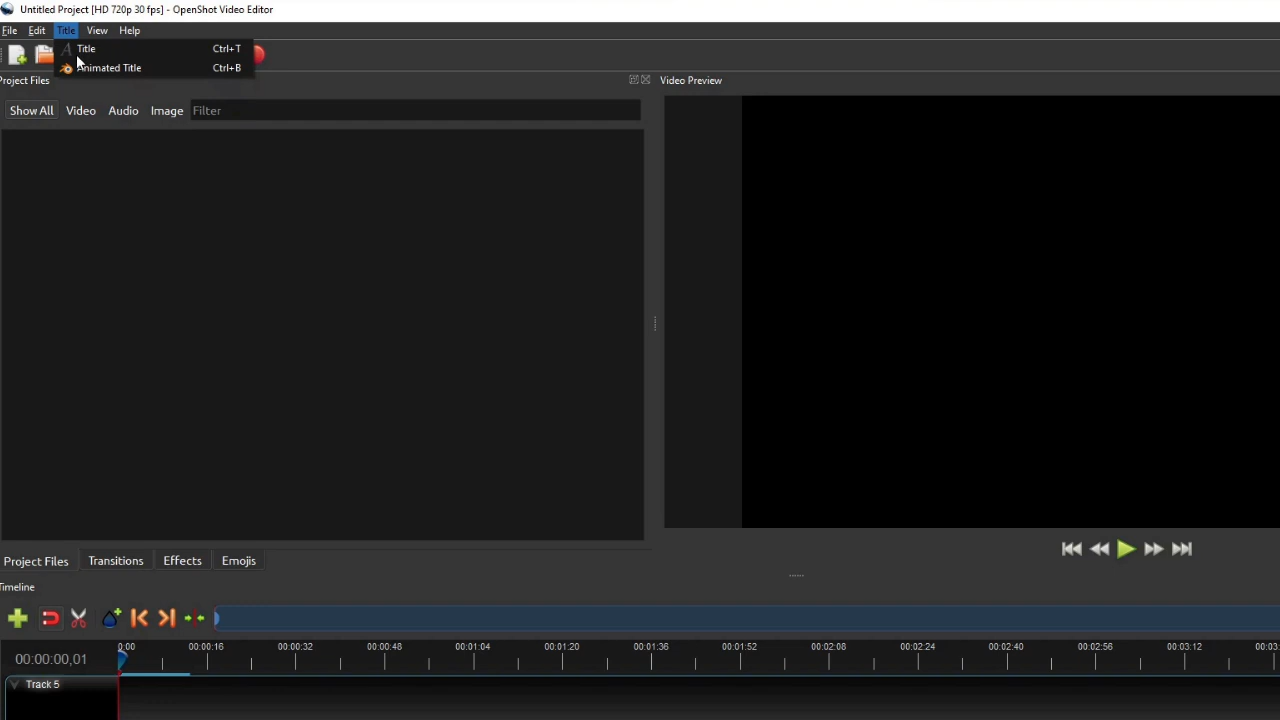 Untitled Project [HD 720p 30 fps] - OpenShot Video Editor
File Edit Title View Help
Title Ctrl+T
Animated Title Ctrl+B
Project Files Video Preview
Show All Video Audio Image Filter
Project Files Transitions Effects Emojis
Timeline
0:00 00:00:16 00:00:32 00:00:48 00:01:04 00:01:20 00:01:36 00:01:52 00:02:08 00:02:24 00:02:40 00:02:56 00:03:12 00:03:
00:00:00,01
Track 5